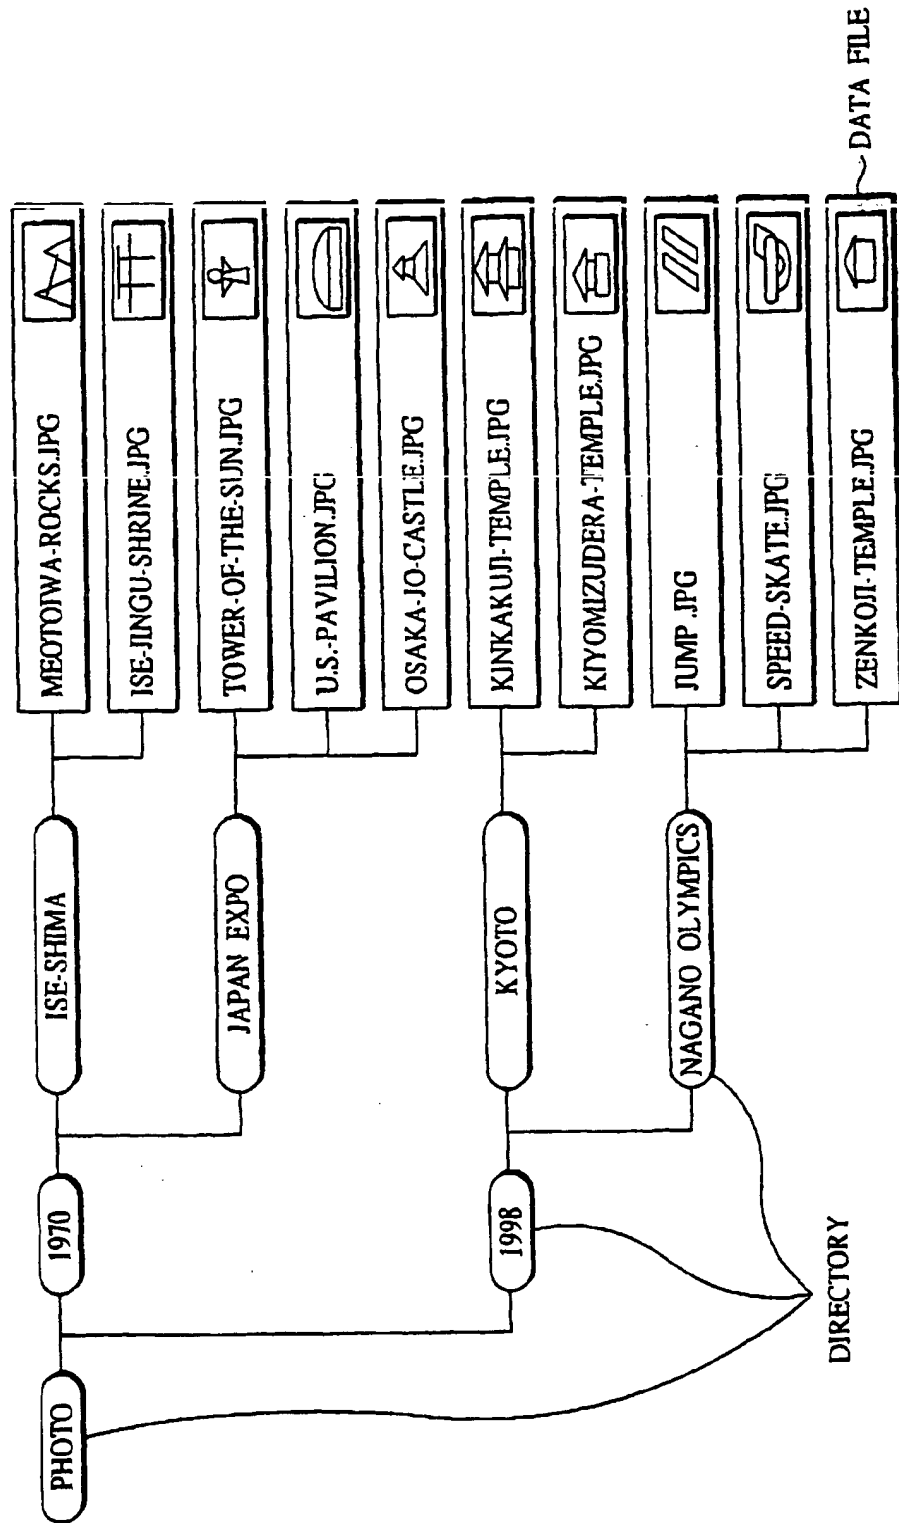 PHOTO
1970
1998
ISE-SHIMA
JAPAN EXPO
KYOTO
NAGANO OLYMPICS
MEOTOIWA-ROCKS.JPG
ISE-JINGU-SHRINE.JPG
TOWER-OF-THE-SUN.JPG
U.S.-PAVILION.JPG
OSAKA-JO-CASTLE.JPG
KINKAKUJI-TEMPLE.JPG
KIYOMIZUDERA-TEMPLE.JPG
JUMP.JPG
SPEED-SKATE.JPG
ZENKOJI-TEMPLE.JPG
DIRECTORY
DATA FILE